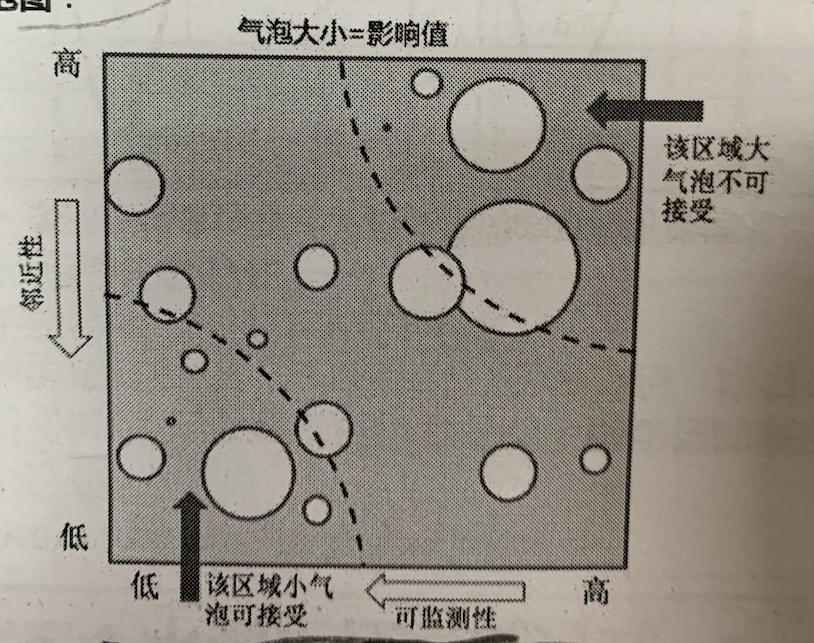 气泡大小=影响值
高
该区域大
气泡不可
接受
邻近性
低
低
该区域小气
泡可接受
可监测性
高